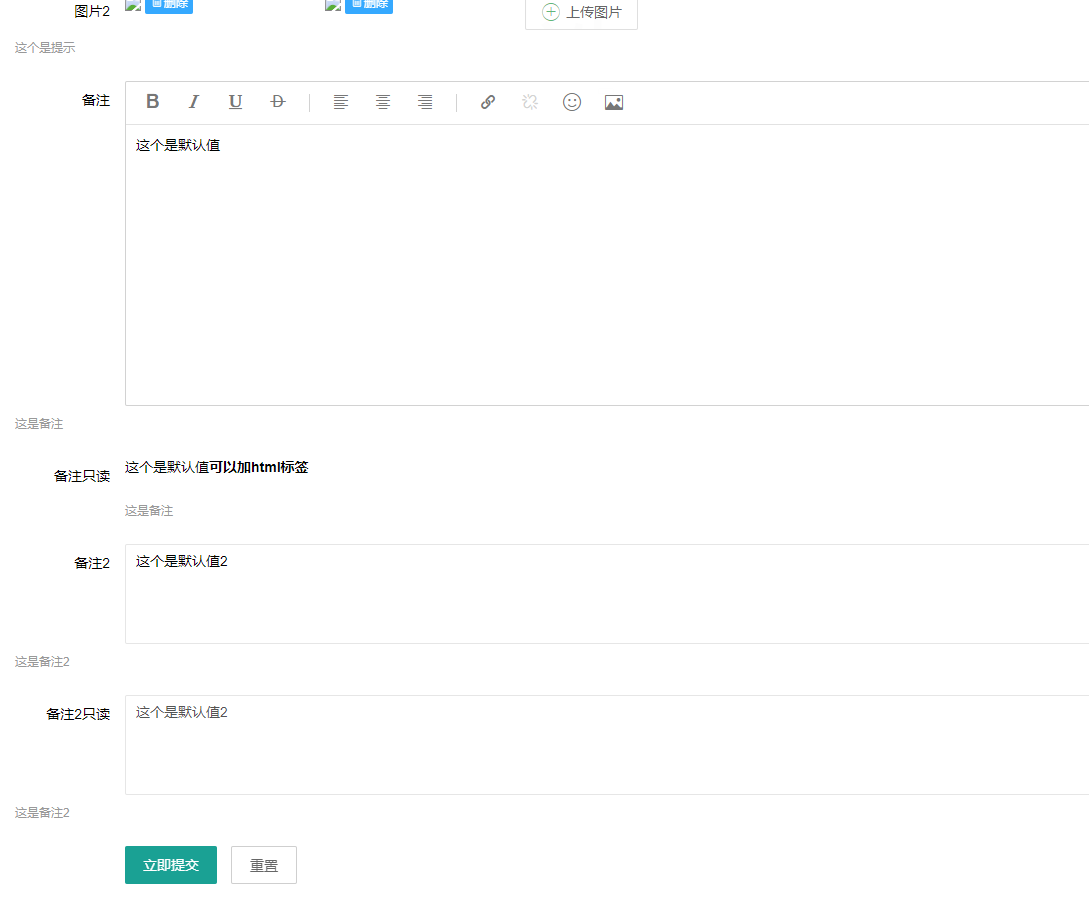 图片2 删除 删除 上传图片
这个是提示
备注 B I U D
这个是默认值
这是备注
备注只读 这个是默认值可以加html标签
这是备注
备注2 这个是默认值2
这是备注2
备注2只读 这个是默认值2
这是备注2
立即提交 重置